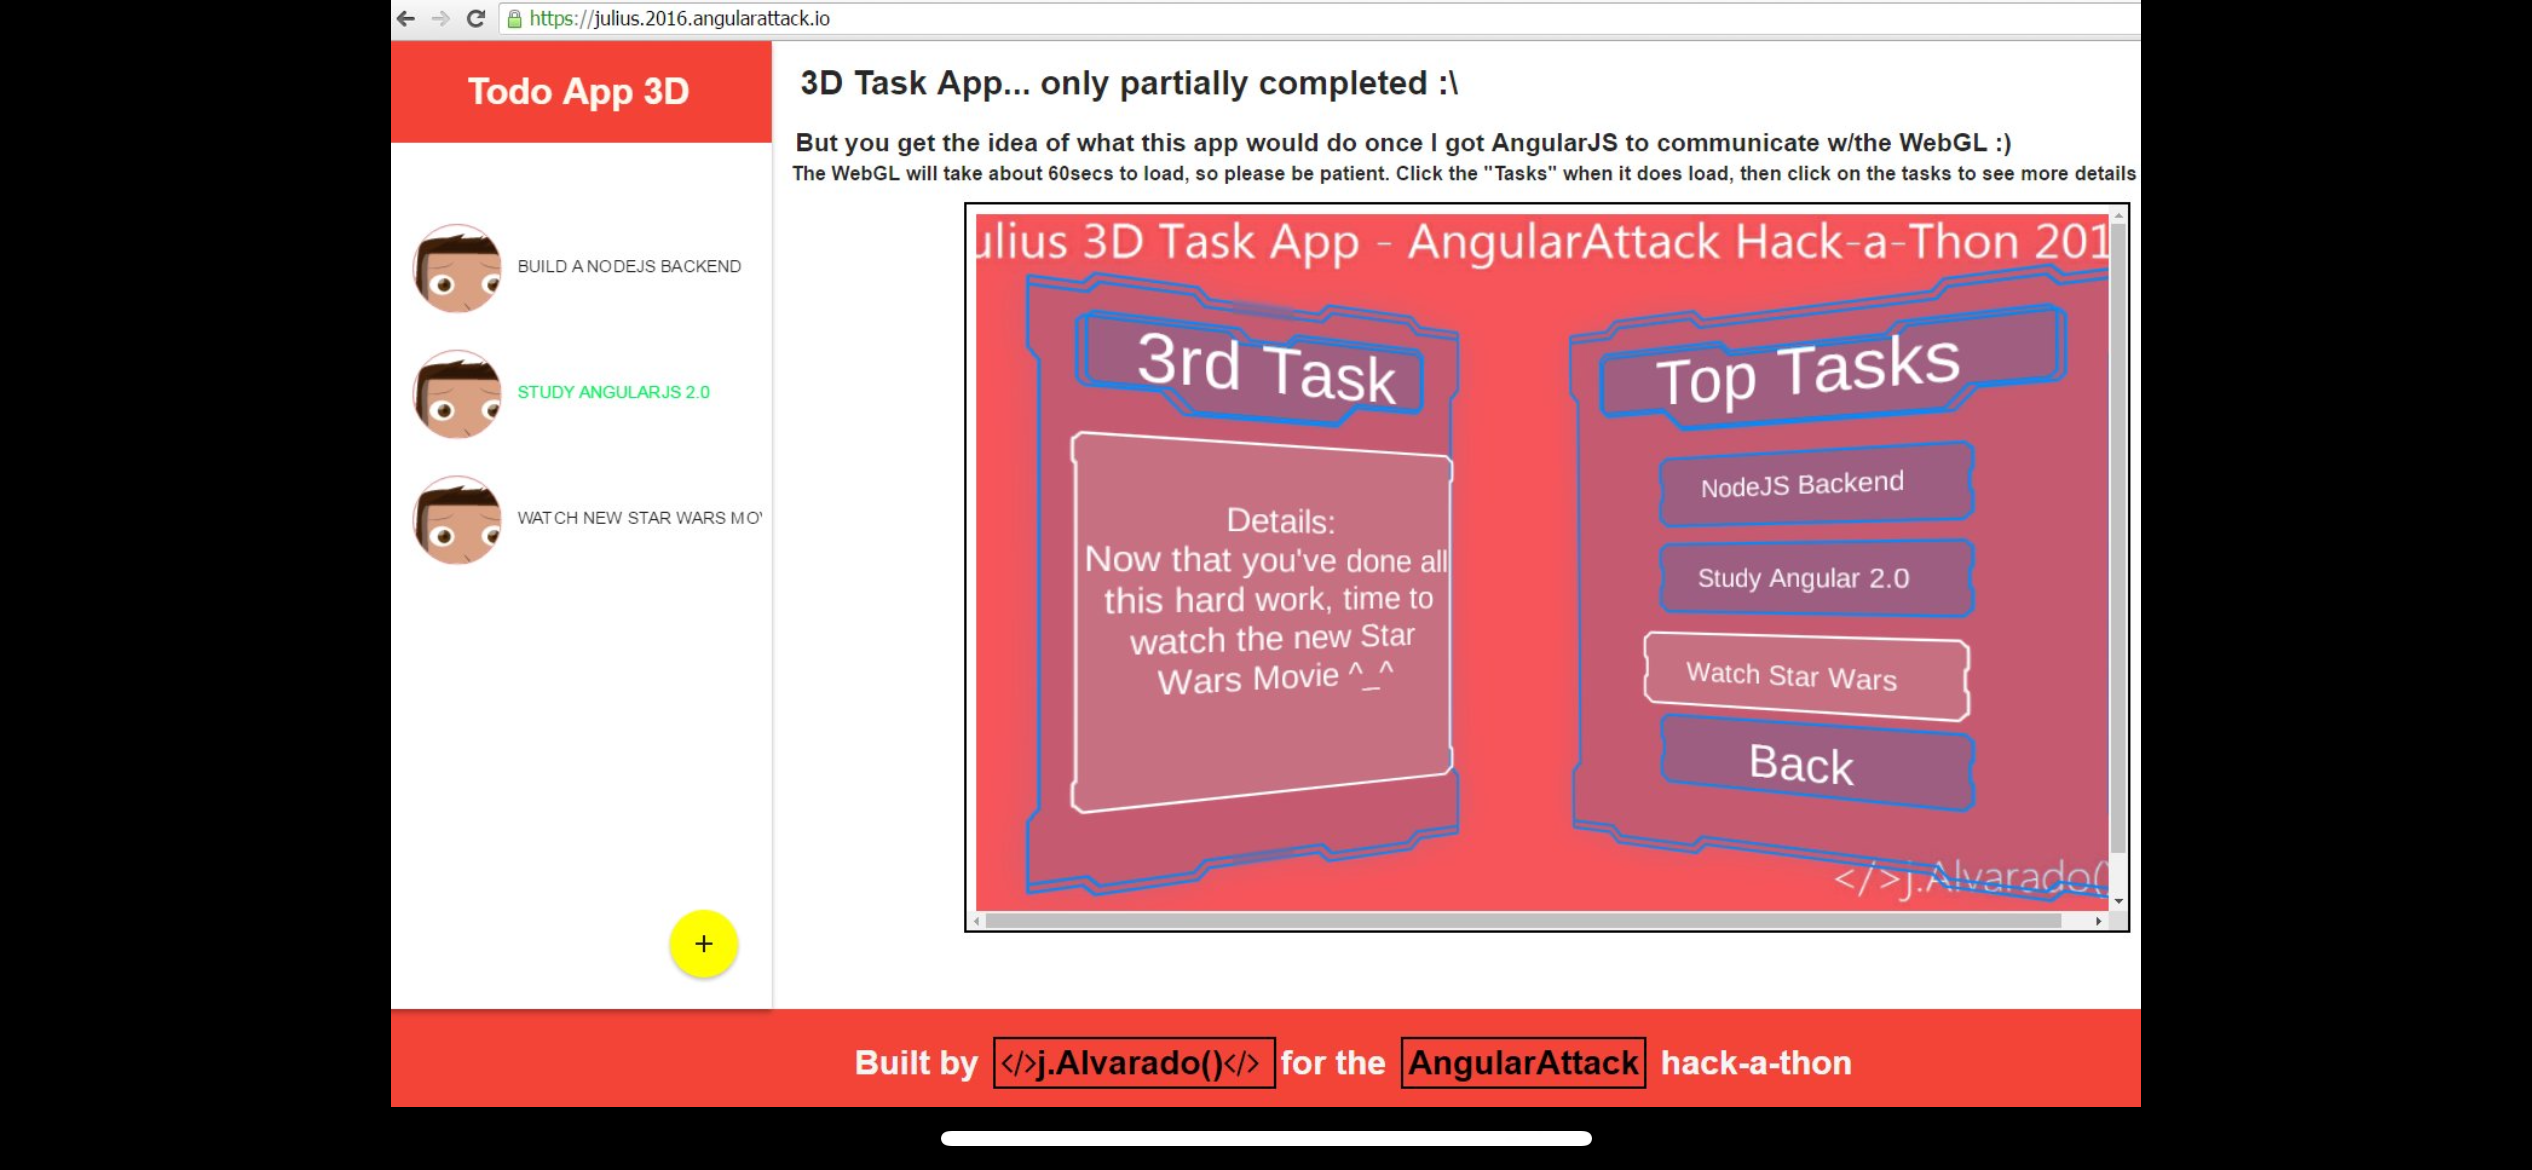 https://julius.2016.angularattack.io
Todo App 3D
BUILD A NODEJS BACKEND
STUDY ANGULARJS 2.0
WATCH NEW STAR WARS MO
+
3D Task App... only partially completed :\
But you get the idea of what this app would do once I got AngularJS to communicate w/the WebGL :)
The WebGL will take about 60secs to load, so please be patient. Click the "Tasks" when it does load, then click on the tasks to see more details
ulius 3D Task App - AngularAttack Hack-a-Thon 201
3rd Task
Details:
Now that you've done all
this hard work, time to
watch the new Star
Wars Movie ^_^
Top Tasks
NodeJS Backend
Study Angular 2.0
Watch Star Wars
Back
</>j.Alvarado()
Built by </>j.Alvarado()</> for the AngularAttack hack-a-thon